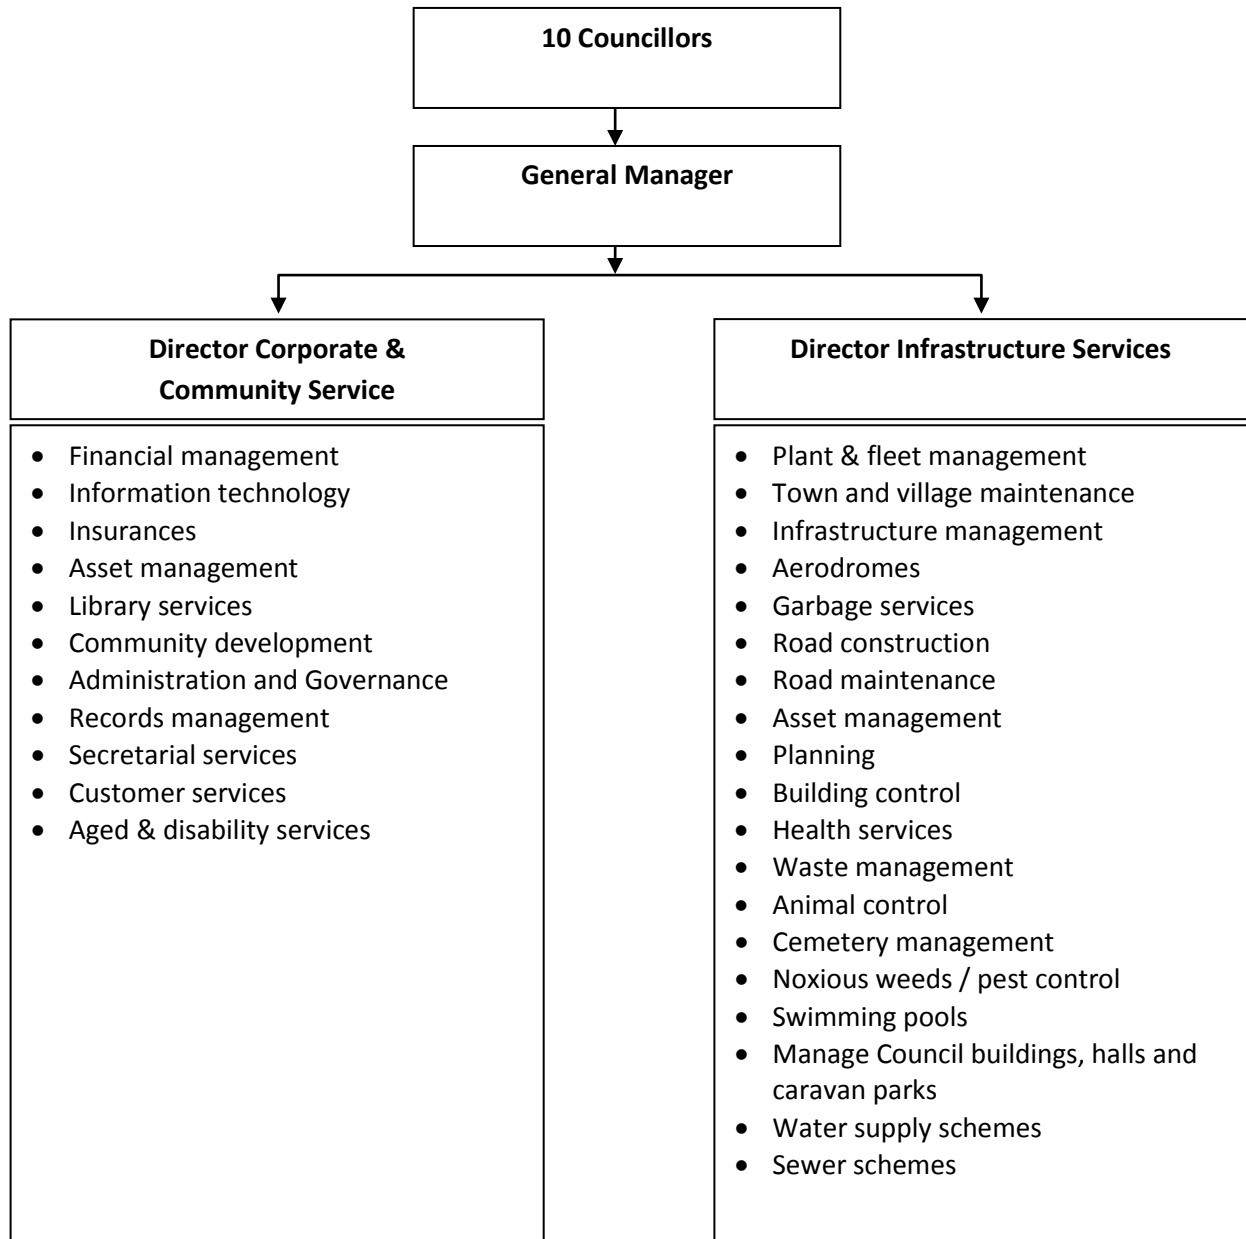 10 Councillors
General Manager
Director Corporate &
Community Service
• Financial management
• Information technology
• Insurances
• Asset management
• Library services
• Community development
• Administration and Governance
• Records management
• Secretarial services
• Customer services
• Aged & disability services
Director Infrastructure Services
• Plant & fleet management
• Town and village maintenance
• Infrastructure management
• Aerodromes
• Garbage services
• Road construction
• Road maintenance
• Asset management
• Planning
• Building control
• Health services
• Waste management
• Animal control
• Cemetery management
• Noxious weeds / pest control
• Swimming pools
• Manage Council buildings, halls and
caravan parks
• Water supply schemes
• Sewer schemes